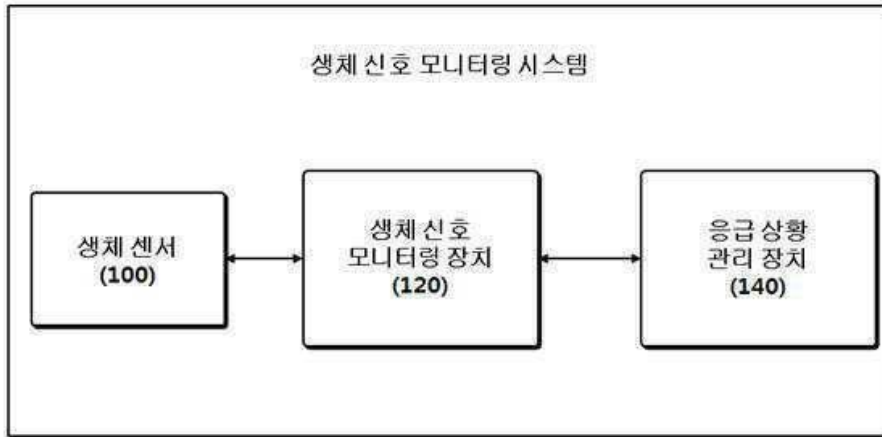 생체 신호 모니터링 시스템
생체 센서
(100)
생체 신호
모니터링 장치
(120)
응급 상황
관리 장치
(140)